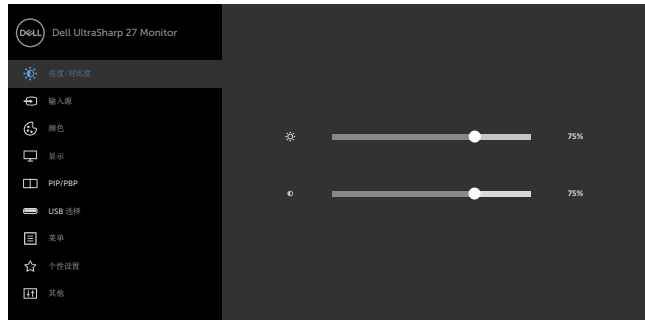 DELL
Dell UltraSharp 27 Monitor
亮度/对比度
输入源
颜色
75%
显示
PIP/PBP
75%
USB 选择
菜单
个性设置
其他